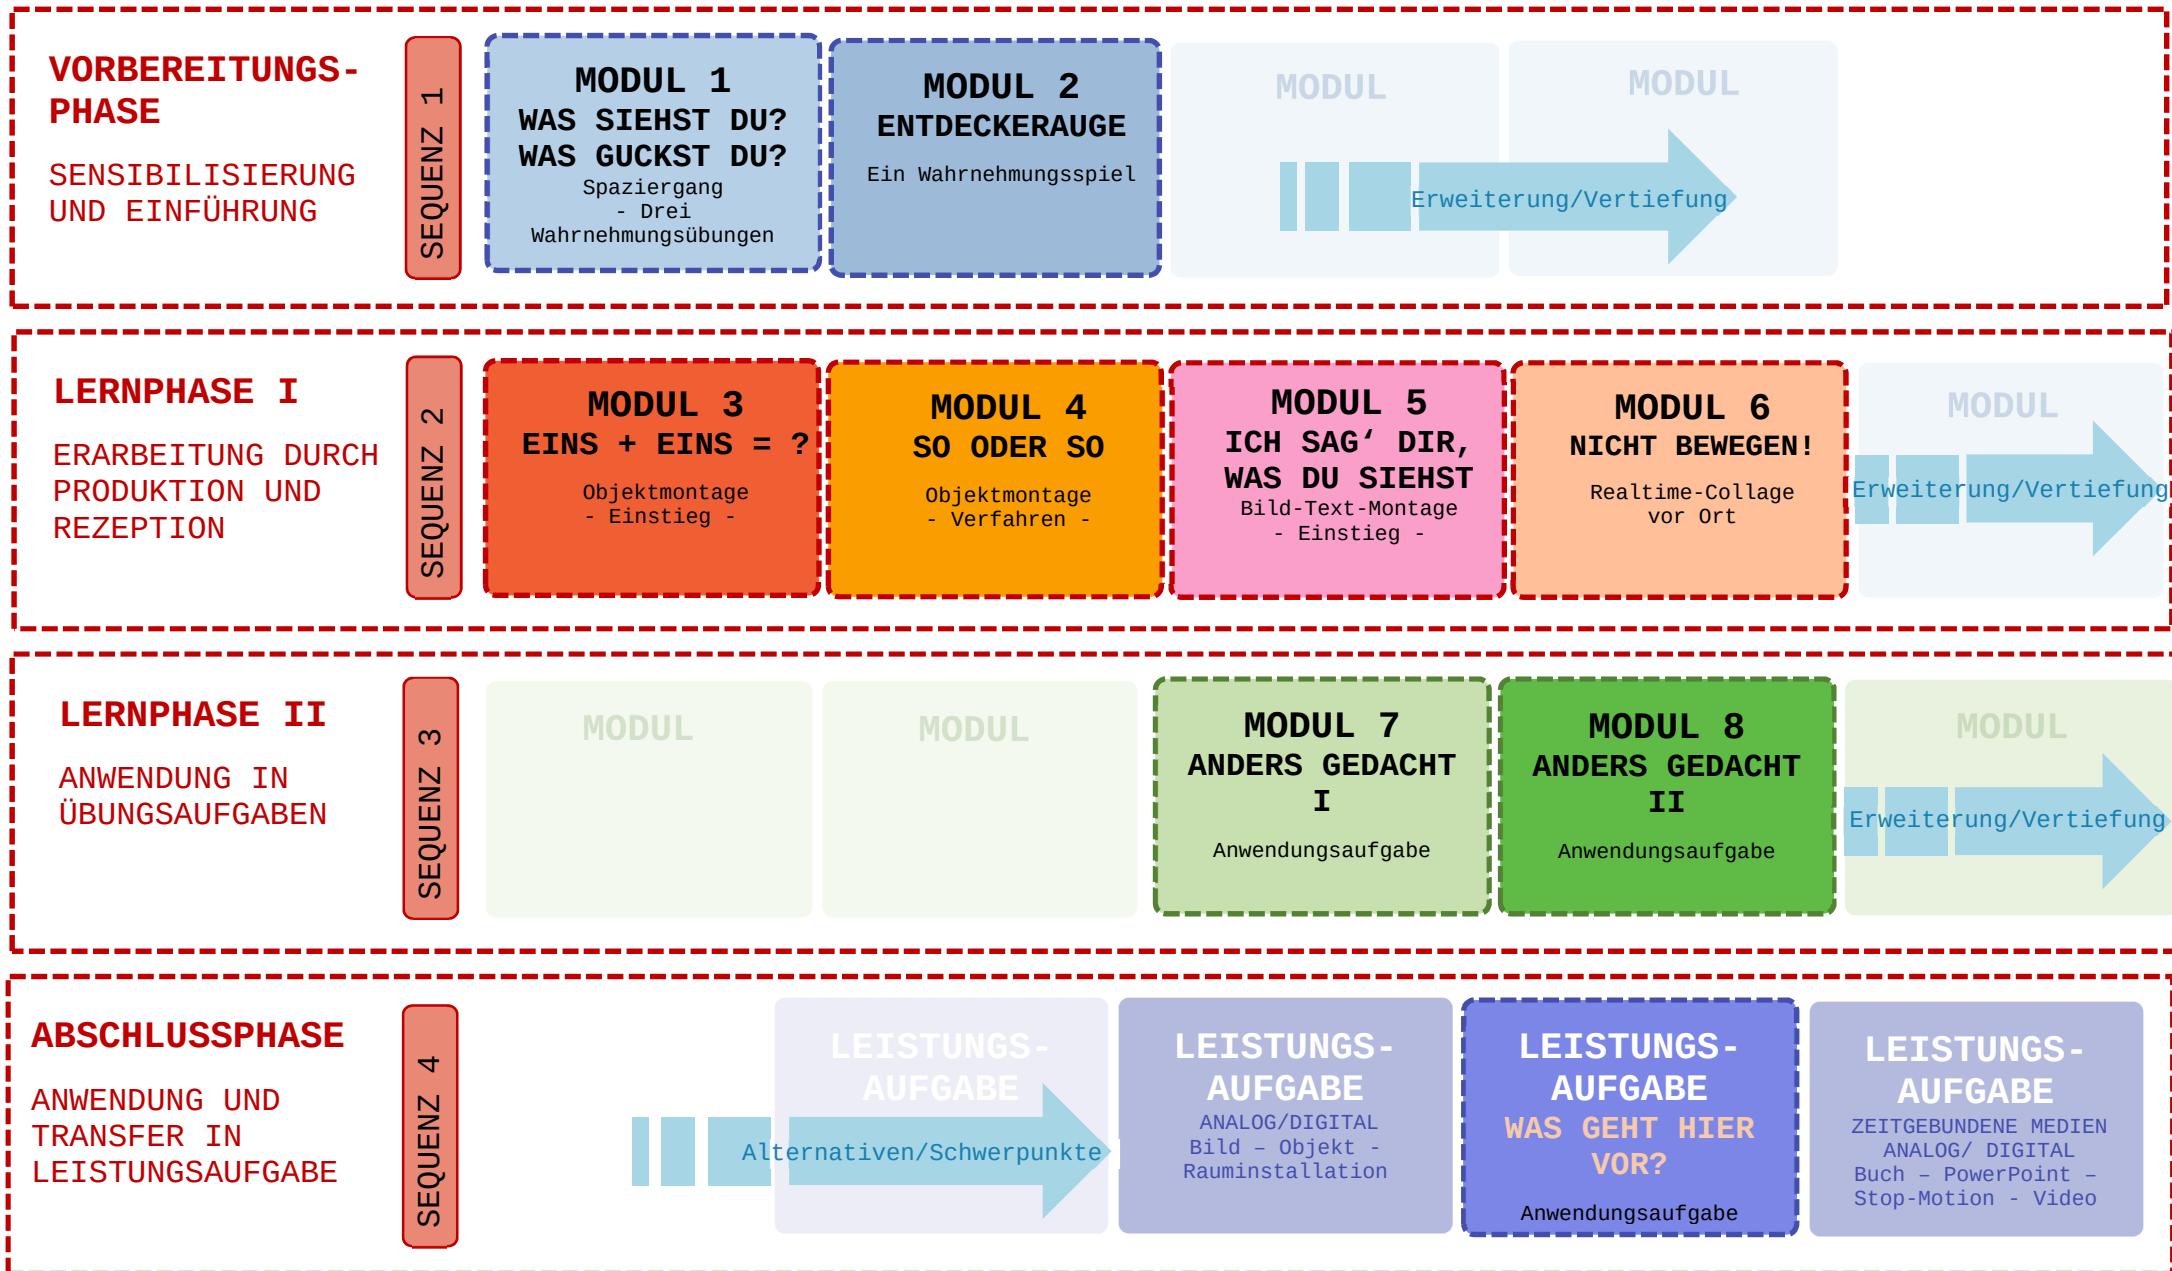 VORBEREITUNGS-
PHASE
SENSIBILISIERUNG
UND EINFÜHRUNG
SEQUENZ 1
MODUL 1
WAS SIEHST DU?
WAS GUCKST DU?
Spaziergang
- Drei
Wahrnehmungsübungen
MODUL 2
ENTDECKERAUGE
Ein Wahrnehmungsspiel
MODUL
MODUL
Erweiterung/Vertiefung
LERNPHASE I
ERARBEITUNG DURCH
PRODUKTION UND
REZEPTION
SEQUENZ 2
MODUL 3
EINS + EINS = ?
Objektmontage
- Einstieg -
MODUL 4
SO ODER SO
Objektmontage
- Verfahren -
MODUL 5
ICH SAG‘ DIR,
WAS DU SIEHST
Bild-Text-Montage
- Einstieg -
MODUL 6
NICHT BEWEGEN!
Realtime-Collage
vor Ort
MODUL
Erweiterung/Vertiefung
LERNPHASE II
ANWENDUNG IN
ÜBUNGSAUFGABEN
SEQUENZ 3
MODUL
MODUL
MODUL 7
ANDERS GEDACHT
I
Anwendungsaufgabe
MODUL 8
ANDERS GEDACHT
II
Anwendungsaufgabe
MODUL
Erweiterung/Vertiefung
ABSCHLUSSPHASE
ANWENDUNG UND
TRANSFER IN
LEISTUNGSAUFGABE
SEQUENZ 4
LEISTUNGS-
AUFGABE
Alternativen/Schwerpunkte
LEISTUNGS-
AUFGABE
ANALOG/DIGITAL
Bild – Objekt -
Rauminstallation
LEISTUNGS-
AUFGABE
WAS GEHT HIER
VOR?
Anwendungsaufgabe
LEISTUNGS-
AUFGABE
ZEITGEBUNDENE MEDIEN
ANALOG/ DIGITAL
Buch – PowerPoint –
Stop-Motion - Video